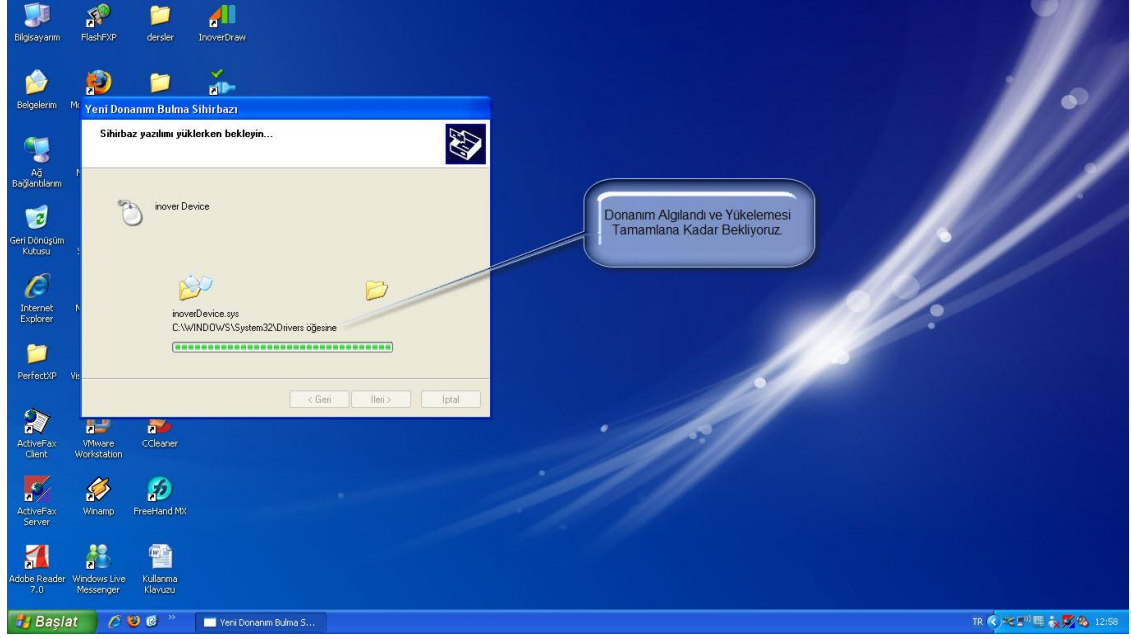 Bilgisayarım
FlashFXP
dersler
InoverDraw
Belgelerim
Yeni Donanım Bulma Sihirbazı
Sihirbaz yazılımı yüklerken bekleyin...
Ağ
Bağlantılarım
inover Device
Donanım Algılandı ve Yükelemesi
Tamamlana Kadar Bekliyoruz.
Geri Dönüşüm
Kutusu
Internet
Explorer
inoverDevice.sys
C:\WINDOWS\System32\Drivers öğesine
PerfectXP
< Geri
İleri >
İptal
ActiveFax
Client
VMware
Workstation
CCleaner
ActiveFax
Server
Winamp
FreeHand MX
Adobe Reader
7.0
Windows Live
Messenger
Kullanma
Klavuzu
Başlat
Yeni Donanım Bulma S...
TR
12:58